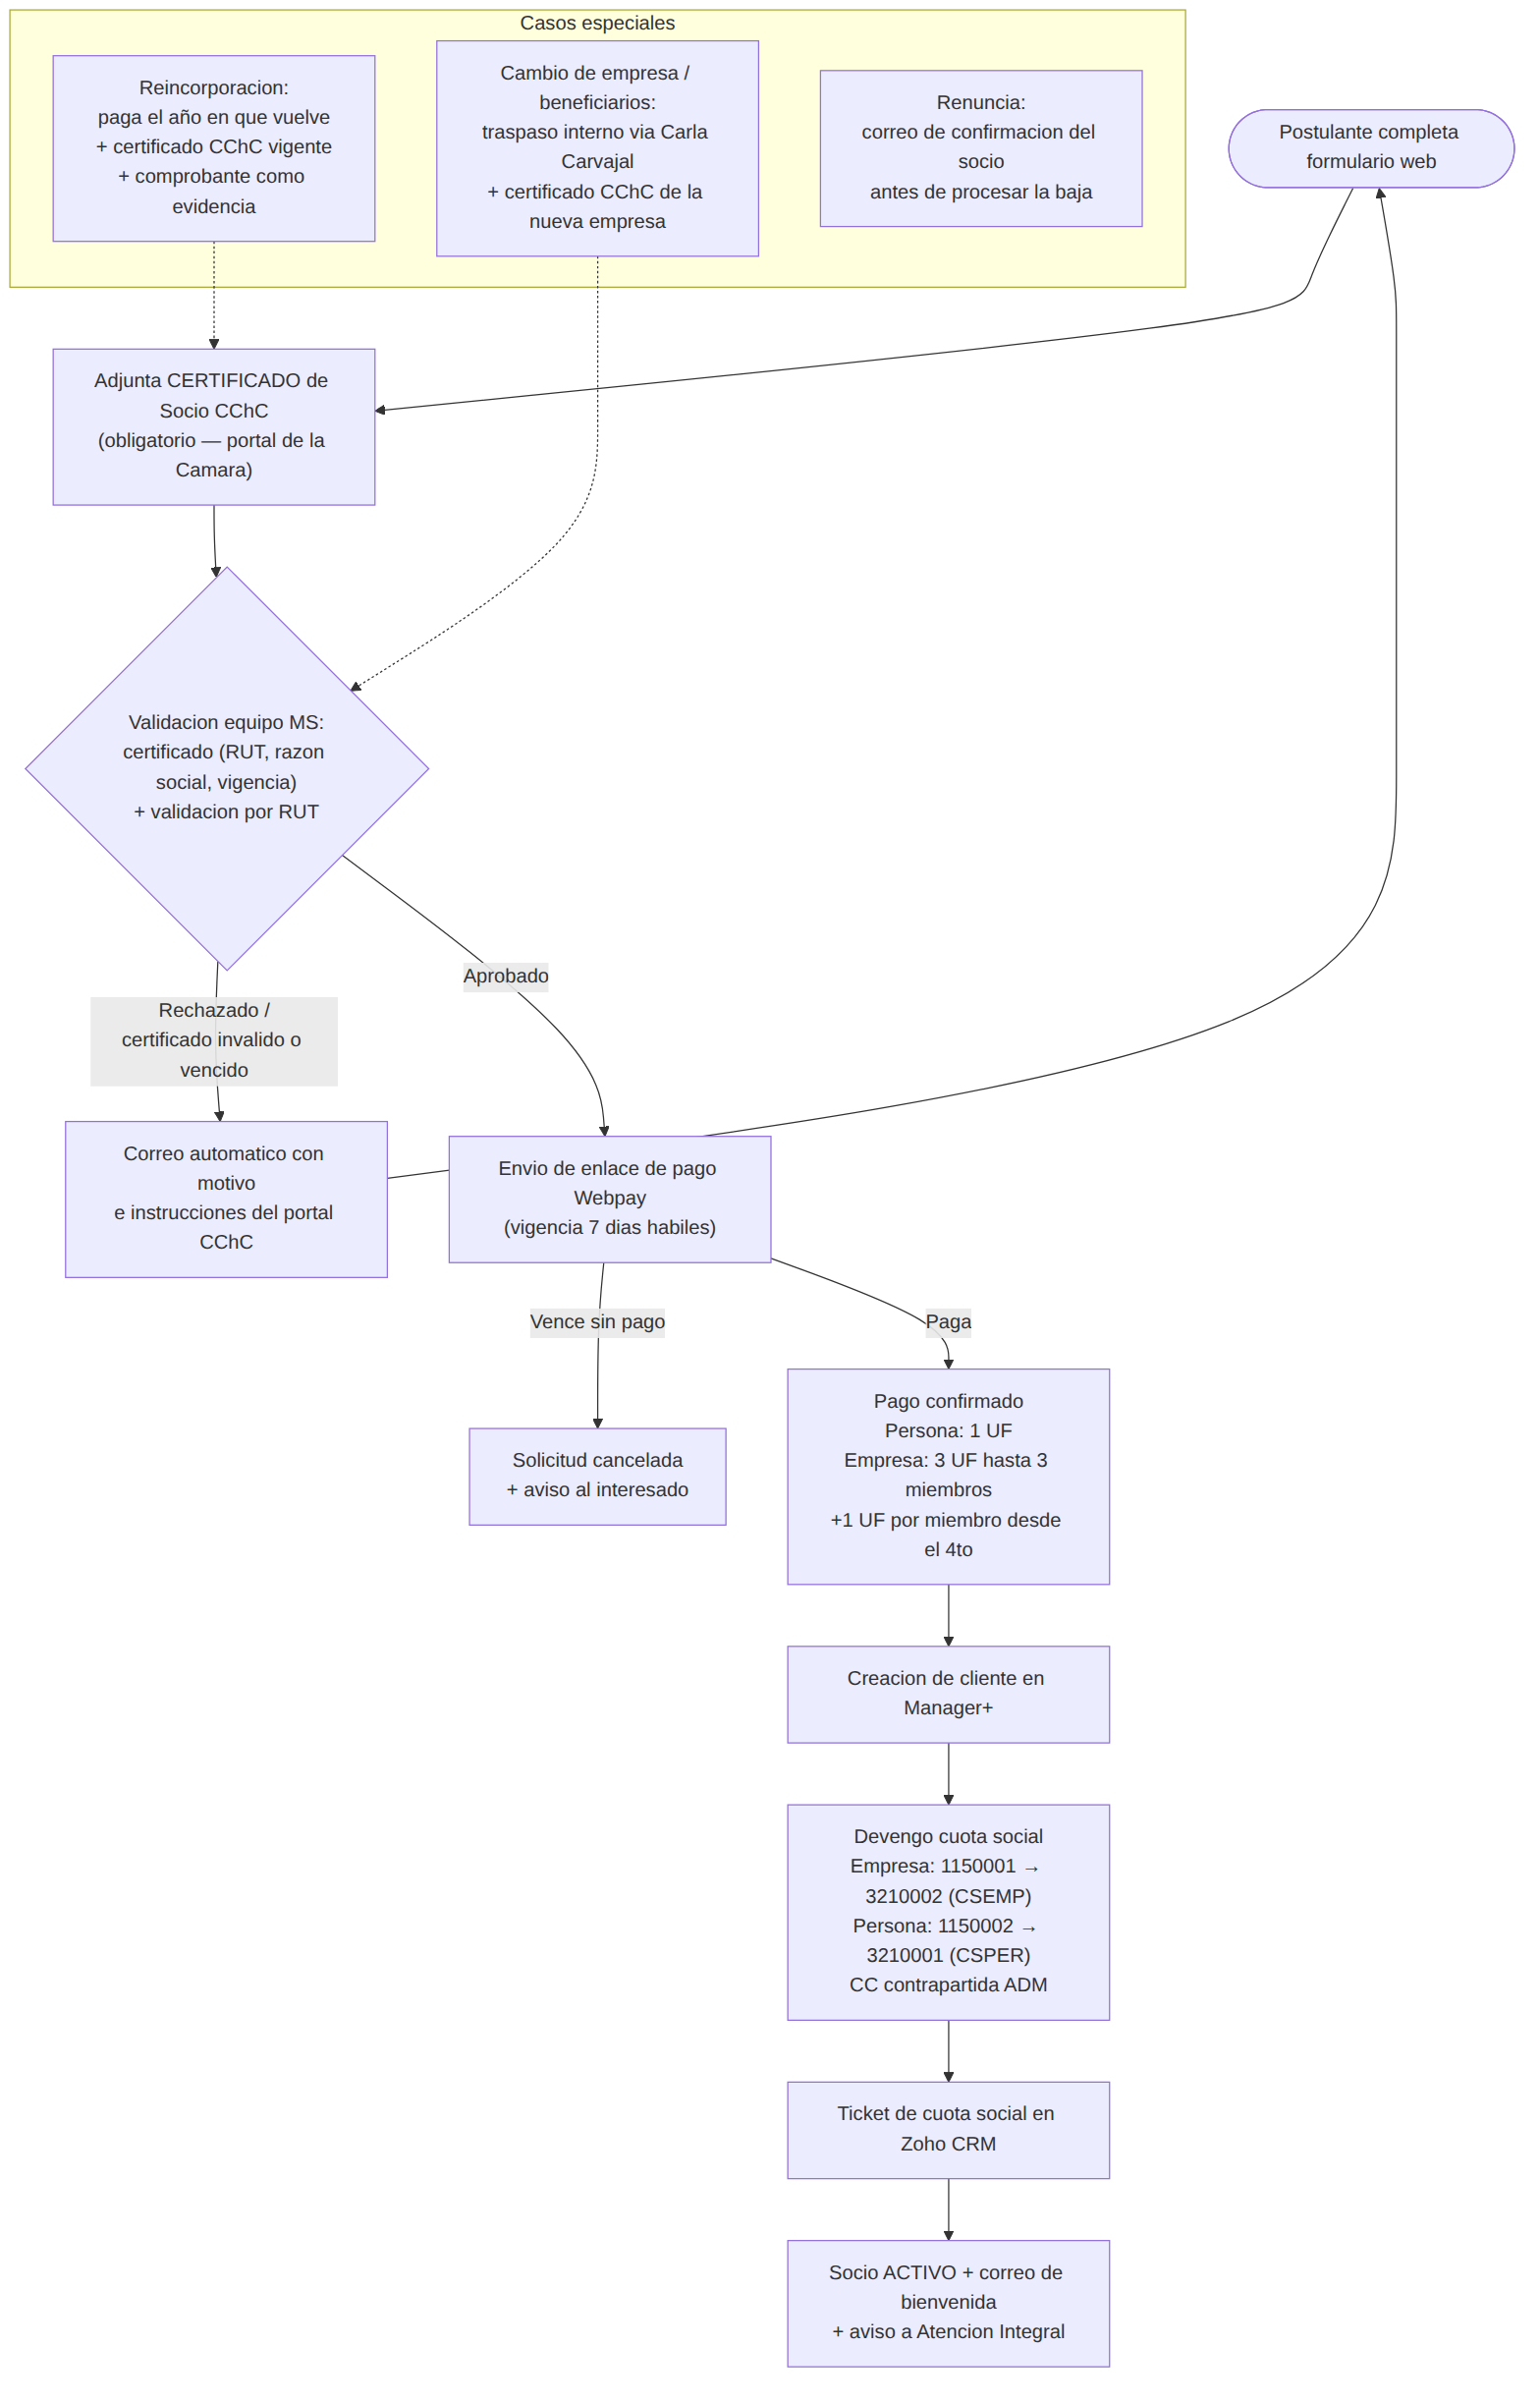 Casos especiales
Reincorporacion:
paga el año en que vuelve
+ certificado CChC vigente
+ comprobante como
evidencia
Cambio de empresa /
beneficiarios:
traspaso interno via Carla
Carvajal
+ certificado CChC de la
nueva empresa
Renuncia:
correo de confirmacion del
socio
antes de procesar la baja
Postulante completa
formulario web
Adjunta CERTIFICADO de
Socio CChC
(obligatorio — portal de la
Camara)
Validacion equipo MS:
certificado (RUT, razon
social, vigencia)
+ validacion por RUT
Aprobado
Rechazado /
certificado invalido o
vencido
Correo automatico con
motivo
e instrucciones del portal
CChC
Envio de enlace de pago
Webpay
(vigencia 7 dias habiles)
Vence sin pago
Paga
Solicitud cancelada
+ aviso al interesado
Pago confirmado
Persona: 1 UF
Empresa: 3 UF hasta 3
miembros
+1 UF por miembro desde
el 4to
Creacion de cliente en
Manager+
Devengo cuota social
Empresa: 1150001 →
3210002 (CSEMP)
Persona: 1150002 →
3210001 (CSPER)
CC contrapartida ADM
Ticket de cuota social en
Zoho CRM
Socio ACTIVO + correo de
bienvenida
+ aviso a Atencion Integral